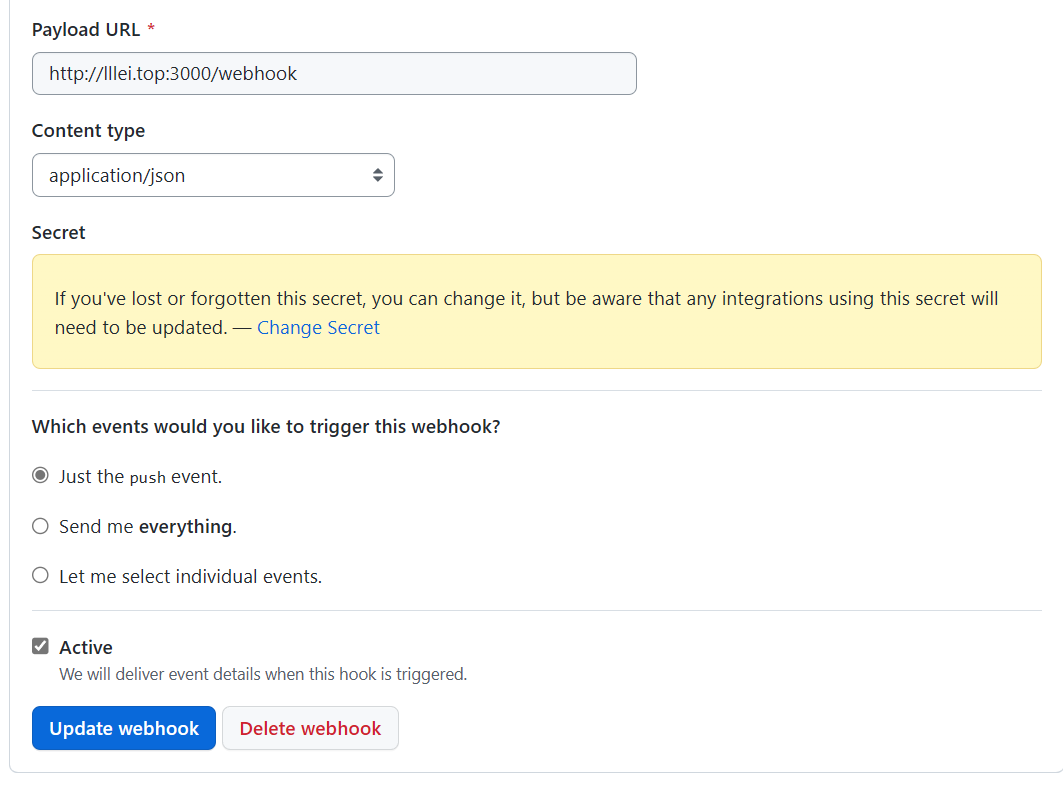 Payload URL *
http://lllei.top:3000/webhook
Content type
application/json
Secret
If you've lost or forgotten this secret, you can change it, but be aware that any integrations using this secret will
need to be updated. — Change Secret
Which events would you like to trigger this webhook?
Just the push event.
Send me everything.
Let me select individual events.
Active
We will deliver event details when this hook is triggered.
Update webhook Delete webhook